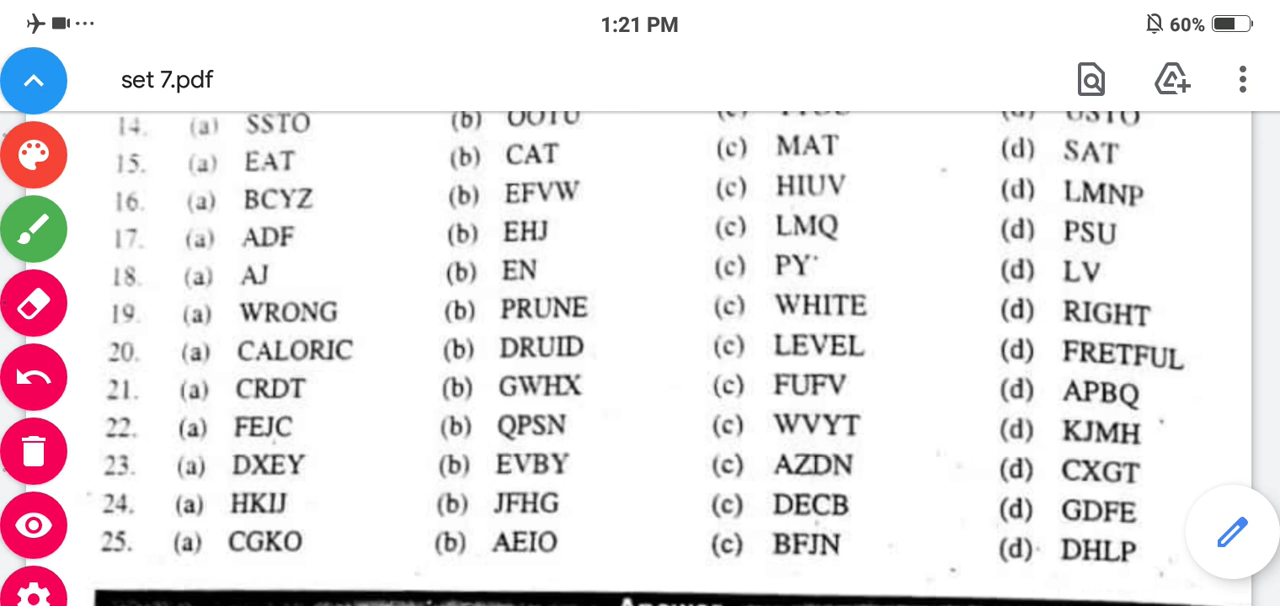 1:21 PM
60%
set 7.pdf
14. (a) SSTO (b) OOTU
15. (a) EAT (b) CAT (c) MAT (d) SAT
16. (a) BCYZ (b) EFVW (c) HIUV (d) LMNP
17. (a) ADF (b) EHJ (c) LMQ (d) PSU
18. (a) AJ (b) EN (c) PY (d) LV
19. (a) WRONG (b) PRUNE (c) WHITE (d) RIGHT
20. (a) CALORIC (b) DRUID (c) LEVEL (d) FRETFUL
21. (a) CRDT (b) GWHX (c) FUFV (d) APBQ
22. (a) FEJC (b) QPSN (c) WVYT (d) KJMH
23. (a) DXEY (b) EVBY (c) AZDN (d) CXGT
24. (a) HKIJ (b) JFHG (c) DECB (d) GDFE
25. (a) CGKO (b) AEIO (c) BFJN (d) DHLP